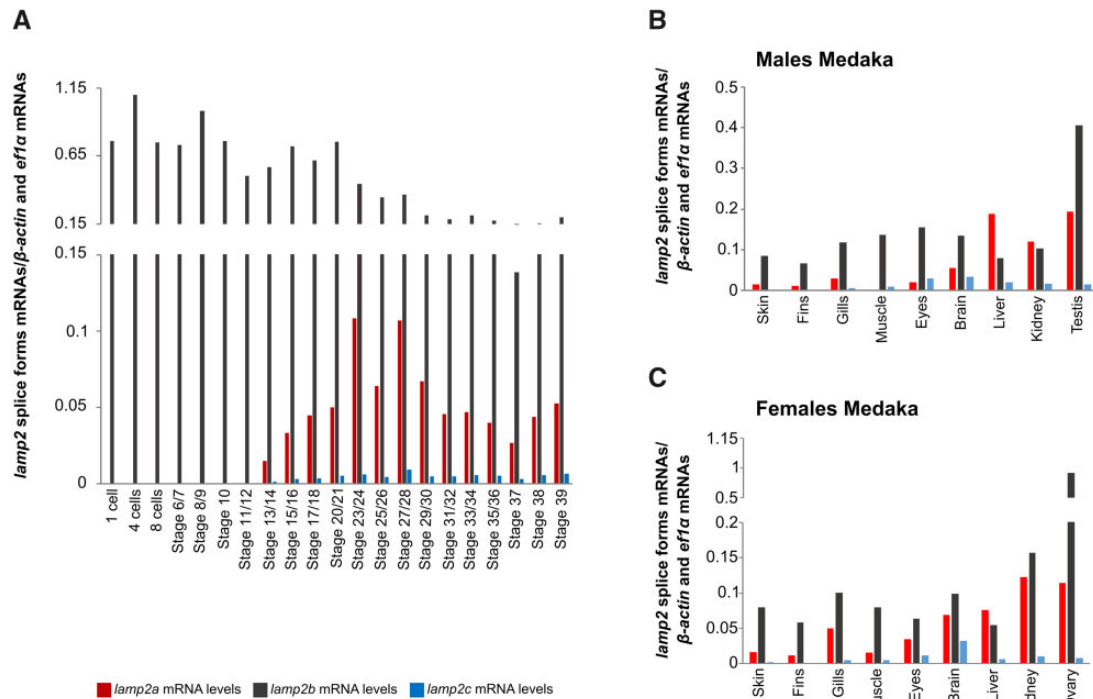 A
lamp2 splice forms mRNAs/β-actin and ef1α mRNAs
1.15
0.65
0.15
0.15
0.1
0.05
0
1 cell
4 cells
8 cells
Stage 6/7
Stage 8/9
Stage 10
Stage 11/12
Stage 13/14
Stage 15/16
Stage 17/18
Stage 20/21
Stage 23/24
Stage 25/26
Stage 27/28
Stage 29/30
Stage 31/32
Stage 33/34
Stage 35/36
Stage 37
Stage 38
Stage 39
lamp2a mRNA levels
lamp2b mRNA levels
lamp2c mRNA levels
B
Males Medaka
lamp2 splice forms mRNAs/
β-actin and ef1α mRNAs
0.5
0.4
0.3
0.2
0.1
0
Skin
Fins
Gills
Muscle
Eyes
Brain
Liver
Kidney
Testis
C
Females Medaka
lamp2 splice forms mRNAs/
β-actin and ef1α mRNAs
1.15
1
0.5
0.2
0.15
0.1
0.05
0
Skin
Fins
Gills
uscle
Eyes
Brain
iver
dney
vary